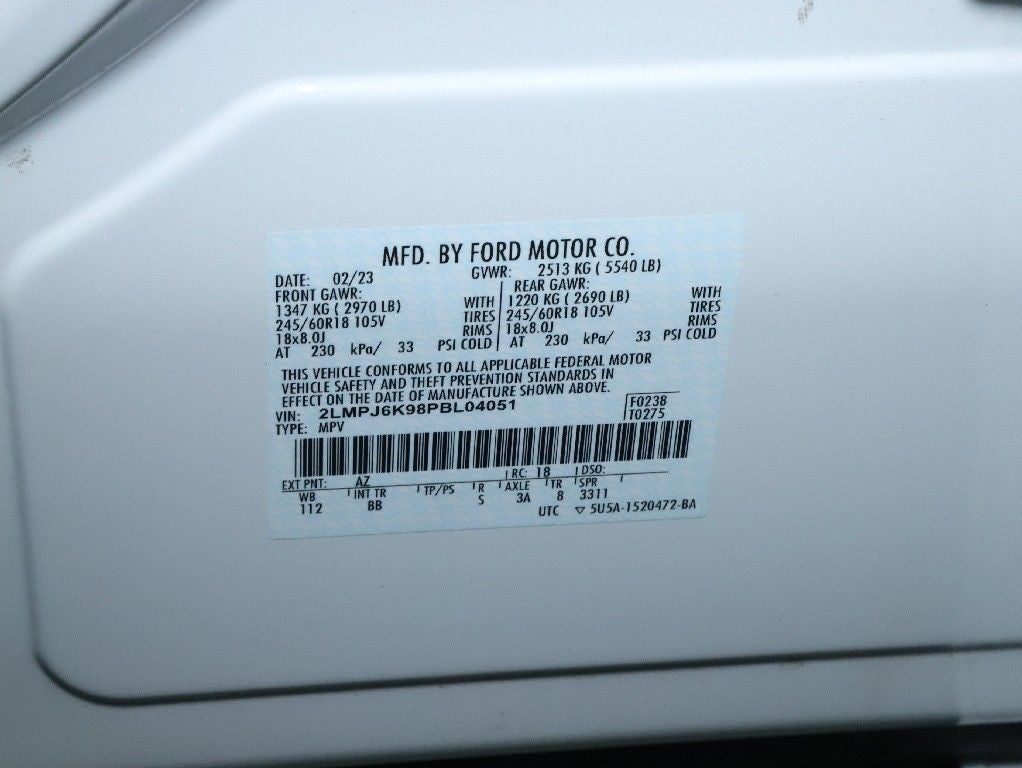 MFD. BY FORD MOTOR CO.
DATE: 02/23 GVWR: 2513 KG ( 5540 LB)
FRONT GAWR: REAR GAWR:
1347 KG ( 2970 LB) WITH 1220 KG ( 2690 LB) WITH
245/60R18 105V TIRES 245/60R18 105V TIRES
18x8.0J RIMS 18x8.0J RIMS
AT 230 kPa/ 33 PSI COLD AT 230 kPa/ 33 PSI COLD
THIS VEHICLE CONFORMS TO ALL APPLICABLE FEDERAL MOTOR
VEHICLE SAFETY AND THEFT PREVENTION STANDARDS IN
EFFECT ON THE DATE OF MANUFACTURE SHOWN ABOVE.
VIN: 2LMPJ6K98PBL04051 F0238
TYPE: MPV T0275
EXT PNT: AZ RC: 18 DSO:
WB INT TR TP/PS R AXLE TR SPR
112 BB S 3A 8 3311
UTC ▽ 5U5A-1520472-BA